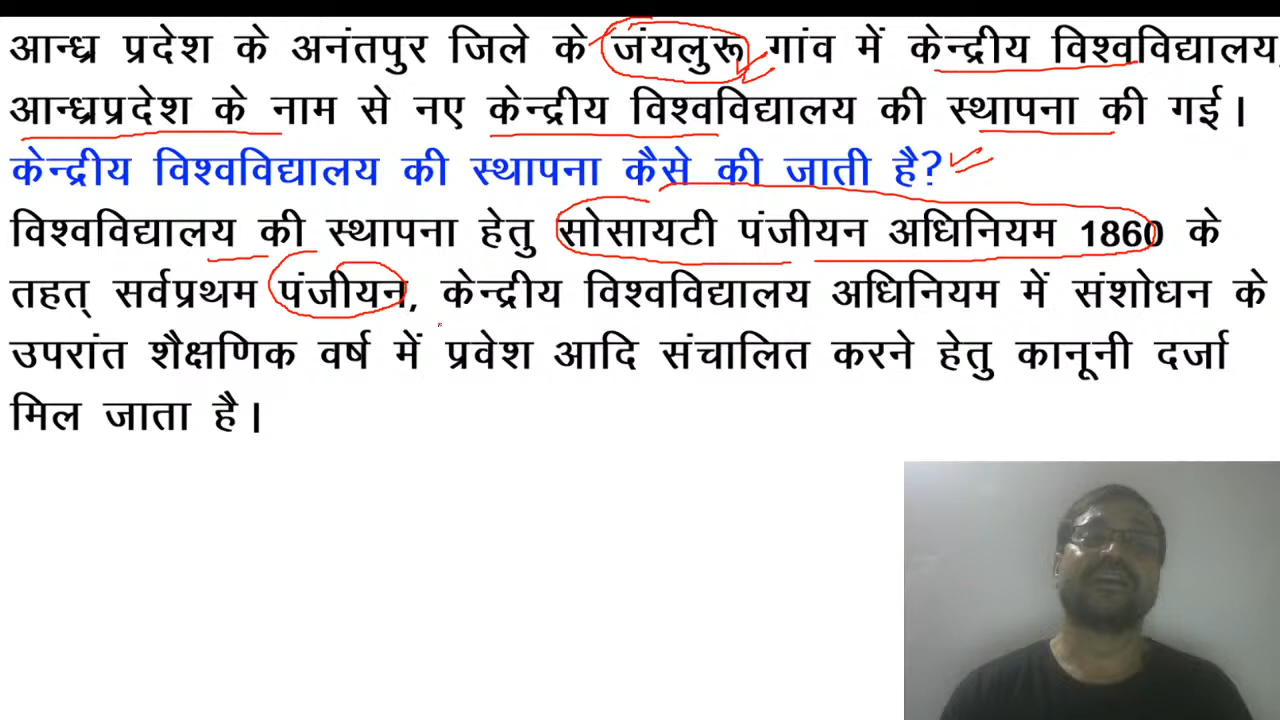 आन्ध्र प्रदेश के अनंतपुर जिले के जंयलुरू गांव में केन्द्रीय विश्वविद्यालय,
आन्ध्रप्रदेश के नाम से नए केन्द्रीय विश्वविद्यालय की स्थापना की गई।
केन्द्रीय विश्वविद्यालय की स्थापना कैसे की जाती है?
विश्वविद्यालय की स्थापना हेतु सोसायटी पंजीयन अधिनियम 1860 के
तहत् सर्वप्रथम पंजीयन, केन्द्रीय विश्वविद्यालय अधिनियम में संशोधन के
उपरांत शैक्षणिक वर्ष में प्रवेश आदि संचालित करने हेतु कानूनी दर्जा
मिल जाता है।